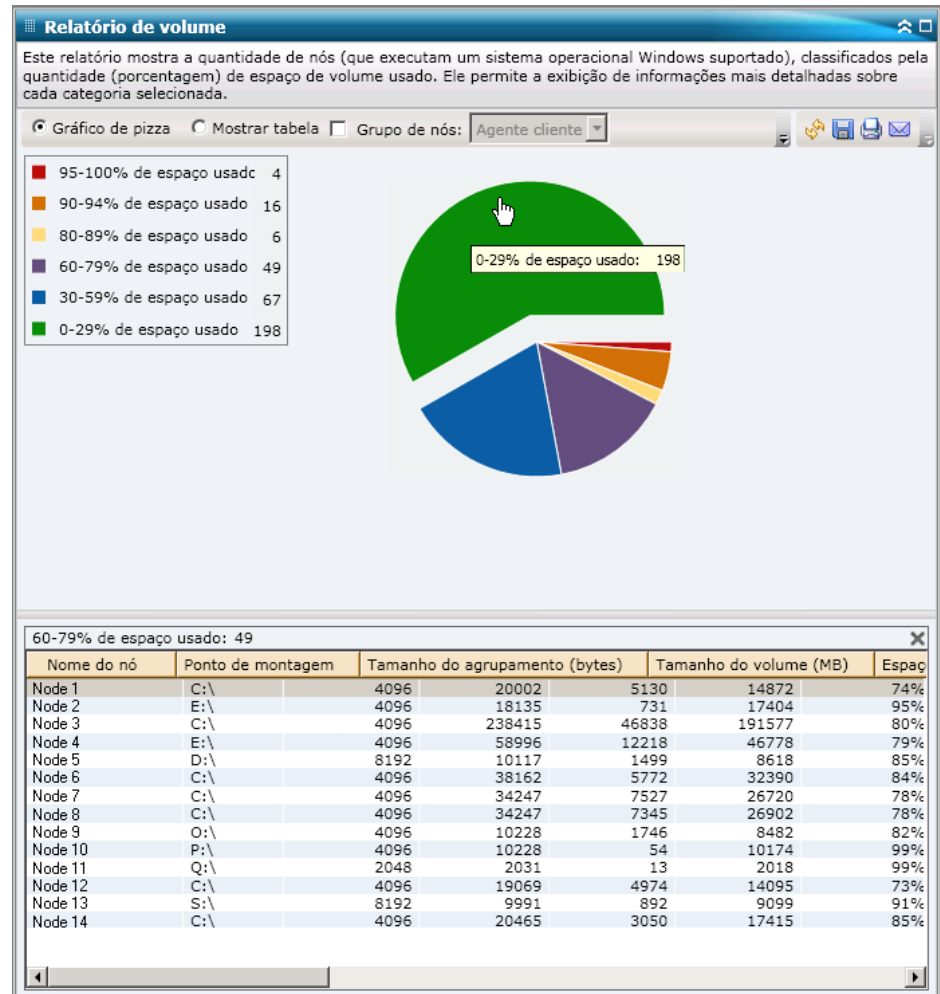 Relatório de volume
Este relatório mostra a quantidade de nós (que executam um sistema operacional Windows suportado), classificados pela
quantidade (porcentagem) de espaço de volume usado. Ele permite a exibição de informações mais detalhadas sobre
cada categoria selecionada.
Gráfico de pizza Mostrar tabela Grupo de nós: Agente cliente
95-100% de espaço usadc 4
90-94% de espaço usado 16
80-89% de espaço usado 6
60-79% de espaço usado 49
30-59% de espaço usado 67
0-29% de espaço usado 198
0-29% de espaço usado: 198
60-79% de espaço usado: 49
Nome do nó Ponto de montagem Tamanho do agrupamento (bytes) Tamanho do volume (MB) Espaç
Node 1 C:\ 4096 20002 5130 14872 74%
Node 2 E:\ 4096 18135 731 17404 95%
Node 3 C:\ 4096 238415 46838 191577 80%
Node 4 E:\ 4096 58996 12218 46778 79%
Node 5 D:\ 8192 10117 1499 8618 85%
Node 6 C:\ 4096 38162 5772 32390 84%
Node 7 C:\ 4096 34247 7527 26720 78%
Node 8 C:\ 4096 34247 7345 26902 78%
Node 9 O:\ 4096 10228 1746 8482 82%
Node 10 P:\ 4096 10228 54 10174 99%
Node 11 Q:\ 2048 2031 13 2018 99%
Node 12 C:\ 4096 19069 4974 14095 73%
Node 13 S:\ 8192 9991 892 9099 91%
Node 14 C:\ 4096 20465 3050 17415 85%